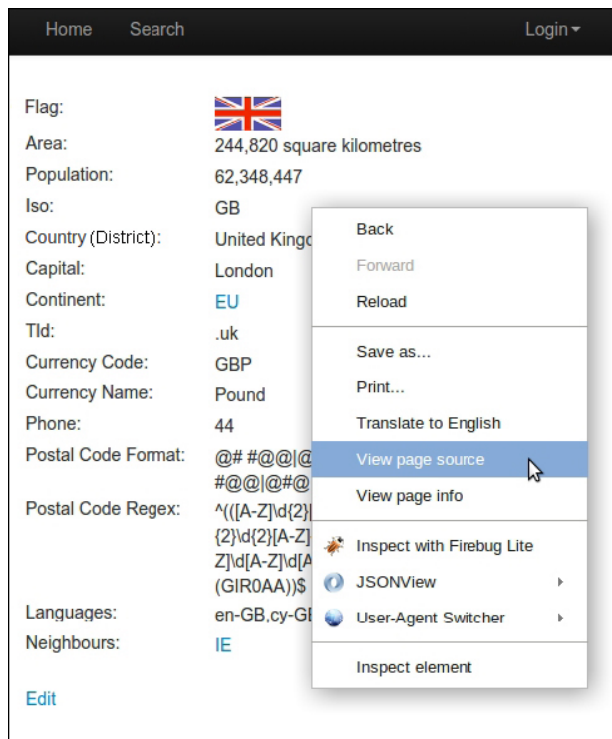 Home Search Login
Flag:
Area: 244,820 square kilometres
Population: 62,348,447
Iso: GB
Country (District): United Kingd
Capital: London
Continent: EU
Tld: .uk
Currency Code: GBP
Currency Name: Pound
Phone: 44
Postal Code Format: @# #@@|@
#@@|@#@
Postal Code Regex: ^(([A-Z]\d{2}[
{2}\d{2}[A-Z]
Z]\d[A-Z]\d[A
(GIR0AA))$
Languages: en-GB,cy-GB
Neighbours: IE
Edit
Back
Forward
Reload
Save as...
Print...
Translate to English
View page source
View page info
Inspect with Firebug Lite
JSONView
User-Agent Switcher
Inspect element